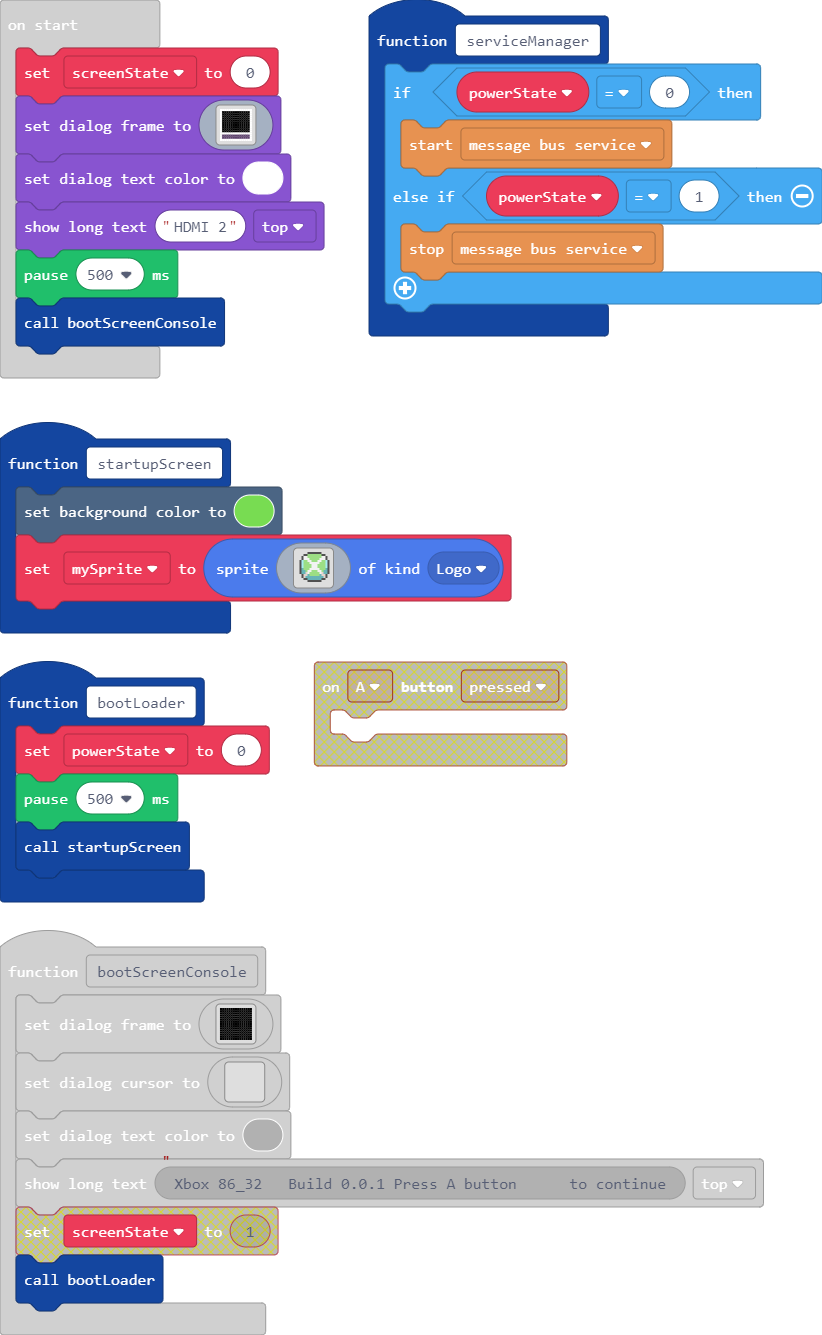 on start
set screenState to 0
set dialog frame to
set dialog text color to
show long text "HDMI 2" top
pause 500 ms
call bootScreenConsole
function serviceManager
if powerState = 0 then
start message bus service
else if powerState = 1 then
stop message bus service
function startupScreen
set background color to
set mySprite to sprite of kind Logo
function bootLoader
set powerState to 0
pause 500 ms
call startupScreen
on A button pressed
function bootScreenConsole
set dialog frame to
set dialog cursor to
set dialog text color to
show long text " Xbox 86_32 Build 0.0.1 Press A button to continue top
set screenState to 1
call bootLoader